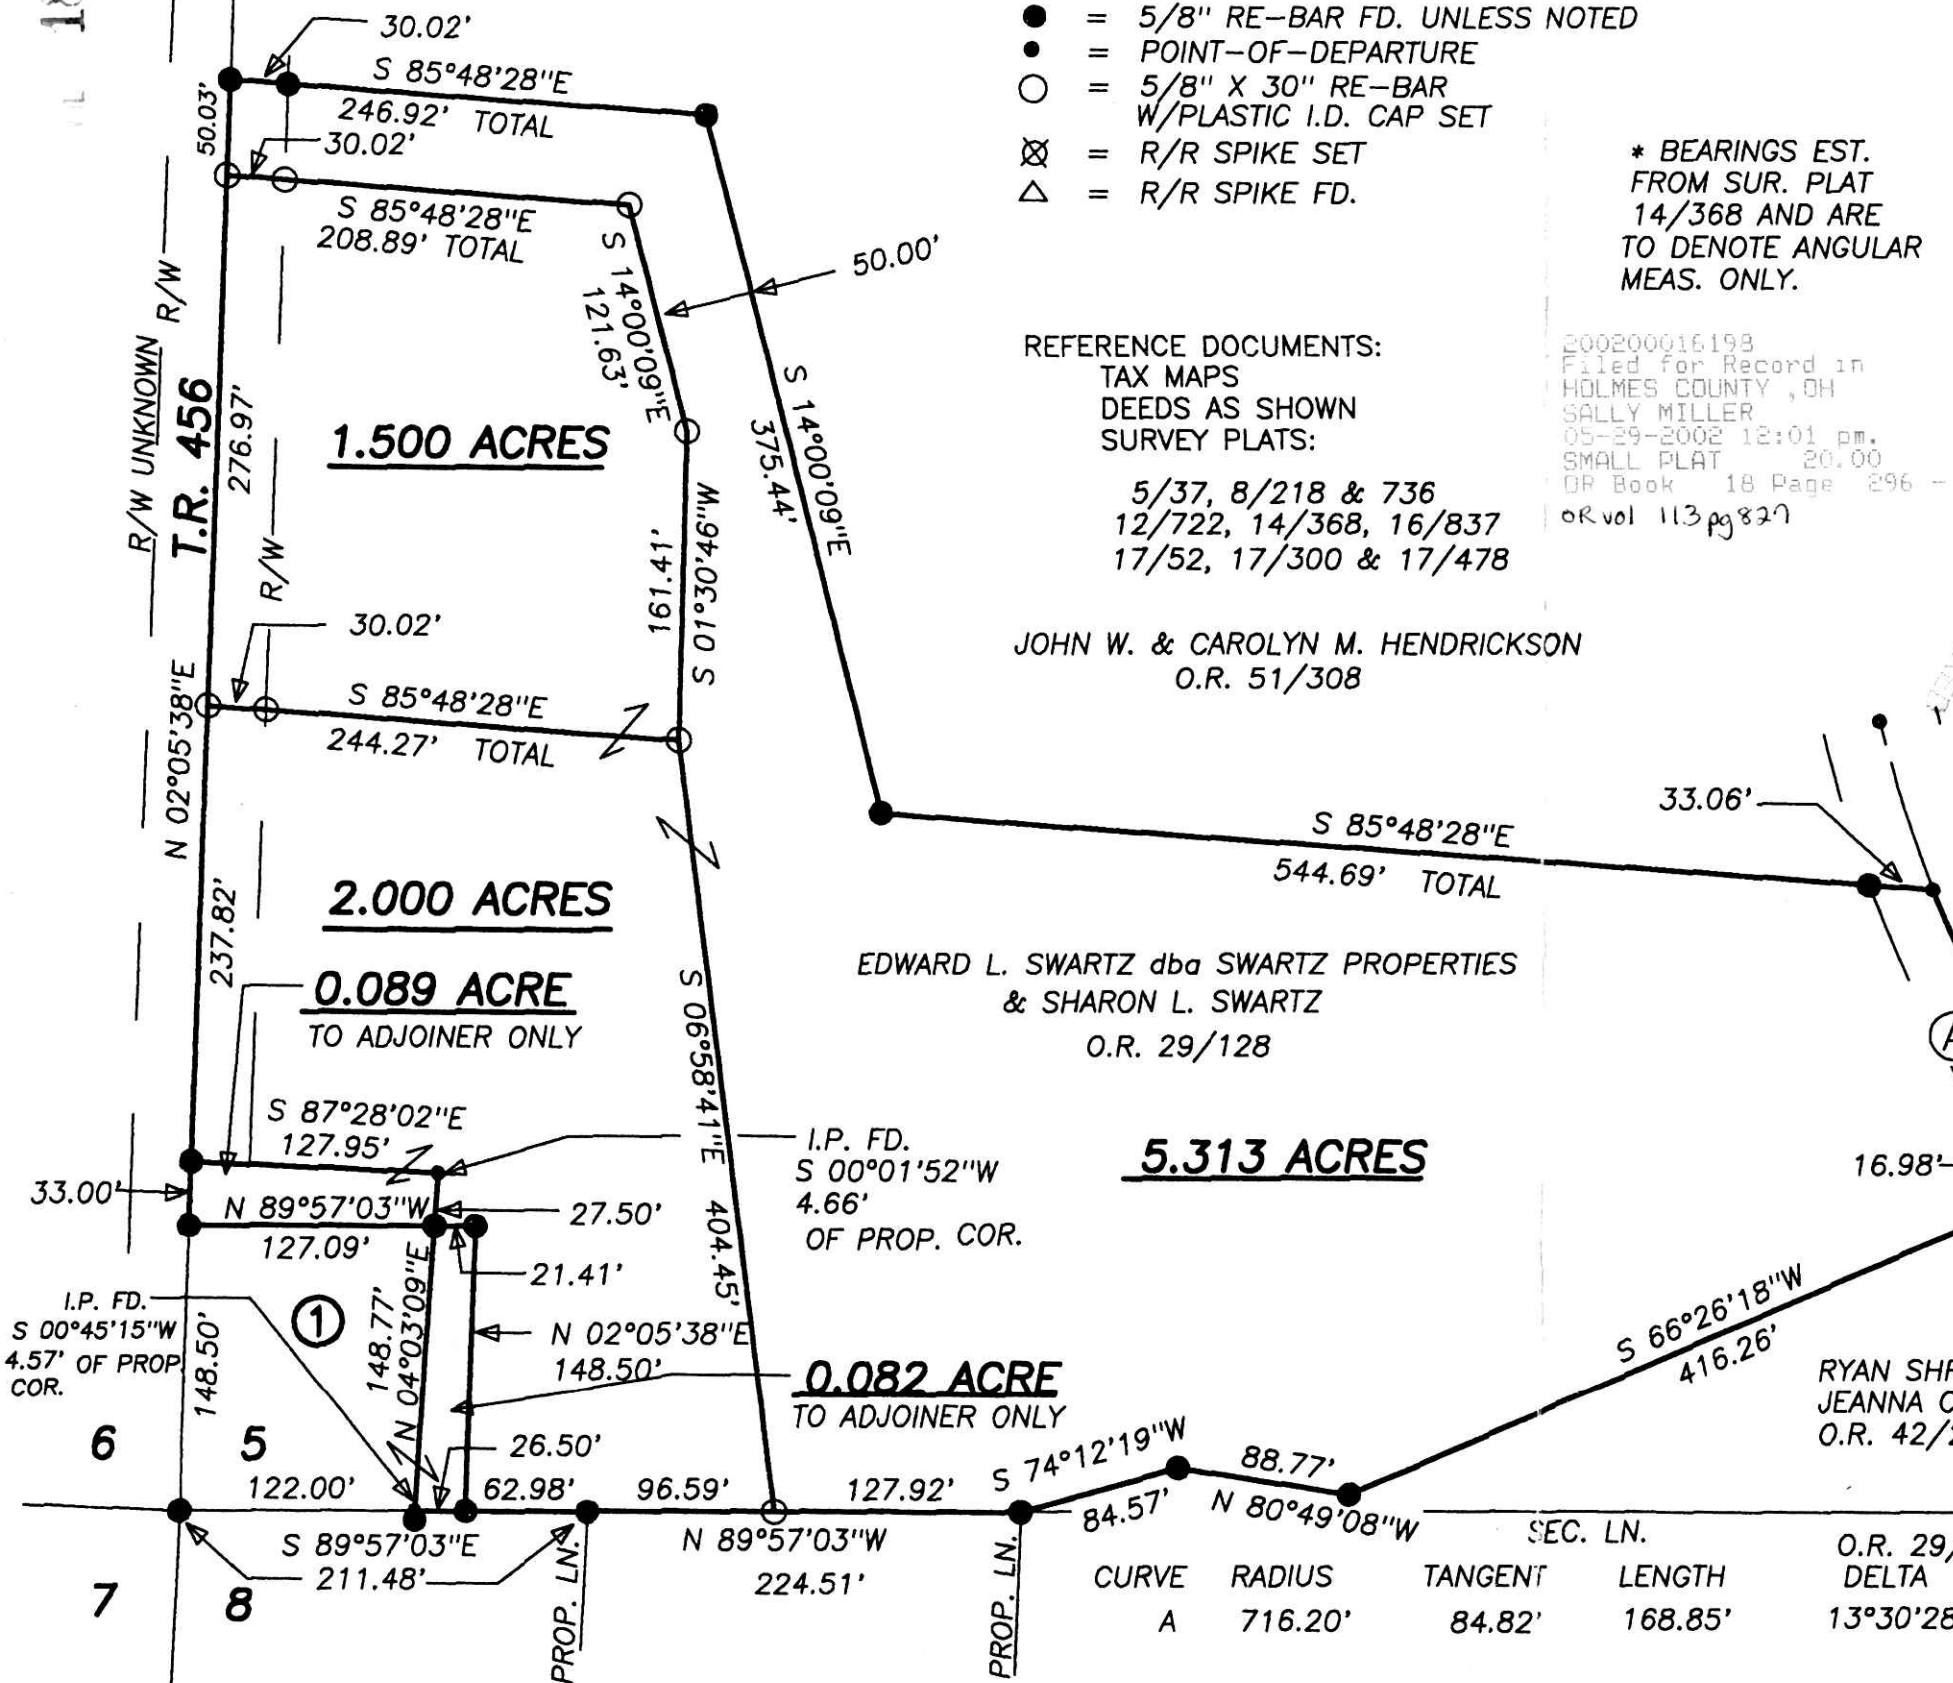 ● = 5/8" RE-BAR FD. UNLESS NOTED
• = POINT-OF-DEPARTURE
○ = 5/8" X 30" RE-BAR
W/PLASTIC I.D. CAP SET
= R/R SPIKE SET
△ = R/R SPIKE FD.
* BEARINGS EST.
FROM SUR. PLAT
14/368 AND ARE
TO DENOTE ANGULAR
MEAS. ONLY.
30.02'
S 85°48'28"E
246.92' TOTAL
50.03'
30.02'
S 85°48'28"E
208.89' TOTAL
S 14°00'09"E
121.63'
50.00'
S 14°00'09"E
375.44'
R/W
R/W UNKNOWN
T.R. 456
276.97'
R/W
1.500 ACRES
161.41'
S 01°30'46"W
REFERENCE DOCUMENTS:
TAX MAPS
DEEDS AS SHOWN
SURVEY PLATS:
5/37, 8/218 & 736
12/722, 14/368, 16/837
17/52, 17/300 & 17/478
200200016198
Filed for Record in
HOLMES COUNTY , OH
SALLY MILLER
05-29-2002 12:01 pm.
SMALL PLAT 20.00
OR Book 18 Page 296 -
OR vol 113 pg 827
JOHN W. & CAROLYN M. HENDRICKSON
O.R. 51/308
30.02'
S 85°48'28"E
244.27' TOTAL
N 02°05'38"E
237.82'
33.06'
S 85°48'28"E
544.69' TOTAL
2.000 ACRES
0.089 ACRE
TO ADJOINER ONLY
EDWARD L. SWARTZ dba SWARTZ PROPERTIES
& SHARON L. SWARTZ
O.R. 29/128
A
S 06°58'41"E 404.45'
S 87°28'02"E
127.95'
I.P. FD.
S 00°01'52"W
4.66'
OF PROP. COR.
5.313 ACRES
16.98'
33.00'
N 89°57'03"W
127.09'
27.50'
21.41'
I.P. FD.
S 00°45'15"W
4.57' OF PROP
COR.
1
148.50'
148.77'
N 04°03'09"E
N 02°05'38"E
148.50'
0.082 ACRE
TO ADJOINER ONLY
S 66°26'18"W
416.26'
RYAN SHR
JEANNA C
O.R. 42/2
6 5
26.50'
122.00'
62.98'
96.59'
127.92'
S 74°12'19"W
84.57'
88.77'
N 80°49'08"W
S 89°57'03"E
211.48'
N 89°57'03"W
224.51'
SEC. LN.
O.R. 29/
7 8
PROP. LN.
PROP. LN.
CURVE RADIUS TANGENT LENGTH DELTA
A 716.20' 84.82' 168.85' 13°30'28